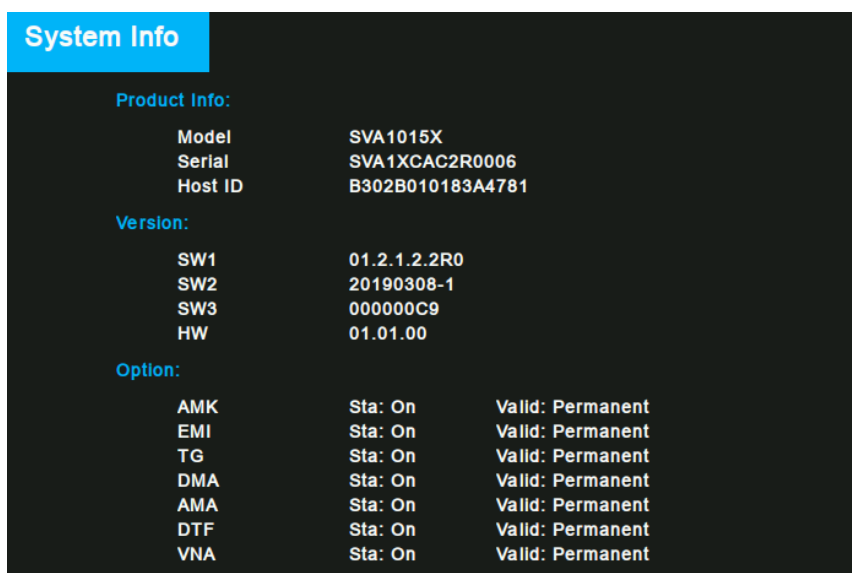 System Info
Product Info:
Model SVA1015X
Serial SVA1XCAC2R0006
Host ID B302B010183A4781
Version:
SW1 01.2.1.2.2R0
SW2 20190308-1
SW3 000000C9
HW 01.01.00
Option:
AMK Sta: On Valid: Permanent
EMI Sta: On Valid: Permanent
TG Sta: On Valid: Permanent
DMA Sta: On Valid: Permanent
AMA Sta: On Valid: Permanent
DTF Sta: On Valid: Permanent
VNA Sta: On Valid: Permanent